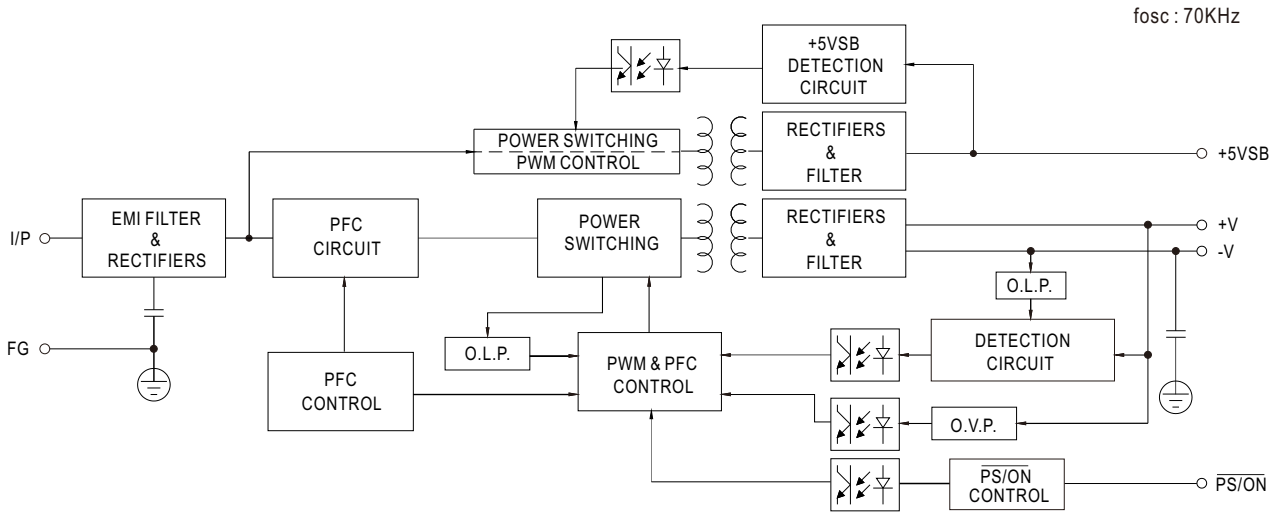 fosc : 70KHz
+5VSB
DETECTION
CIRCUIT
POWER SWITCHING
PWM CONTROL
RECTIFIERS
&
FILTER
+5VSB
I/P
EMI FILTER
&
RECTIFIERS
PFC
CIRCUIT
POWER
SWITCHING
RECTIFIERS
&
FILTER
+V
-V
O.L.P.
FG
O.L.P.
PFC
CONTROL
PWM & PFC
CONTROL
DETECTION
CIRCUIT
O.V.P.
PS/ON
CONTROL
PS/ON